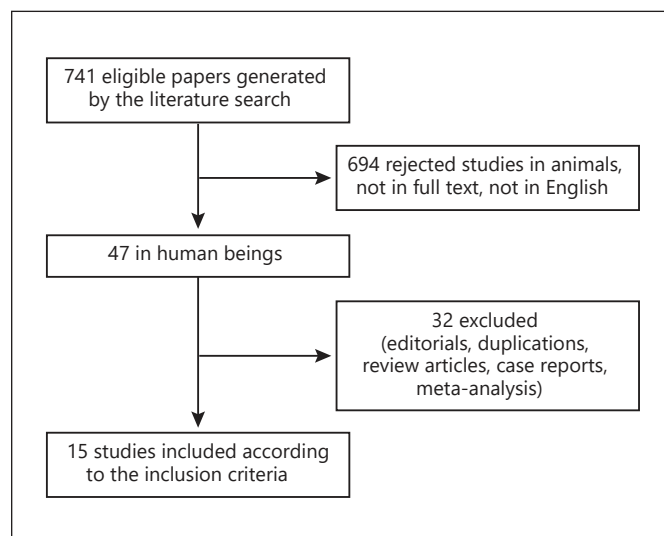 741 eligible papers generated
by the literature search
694 rejected studies in animals,
not in full text, not in English
47 in human beings
32 excluded
(editorials, duplications,
review articles, case reports,
meta-analysis)
15 studies included according
to the inclusion criteria